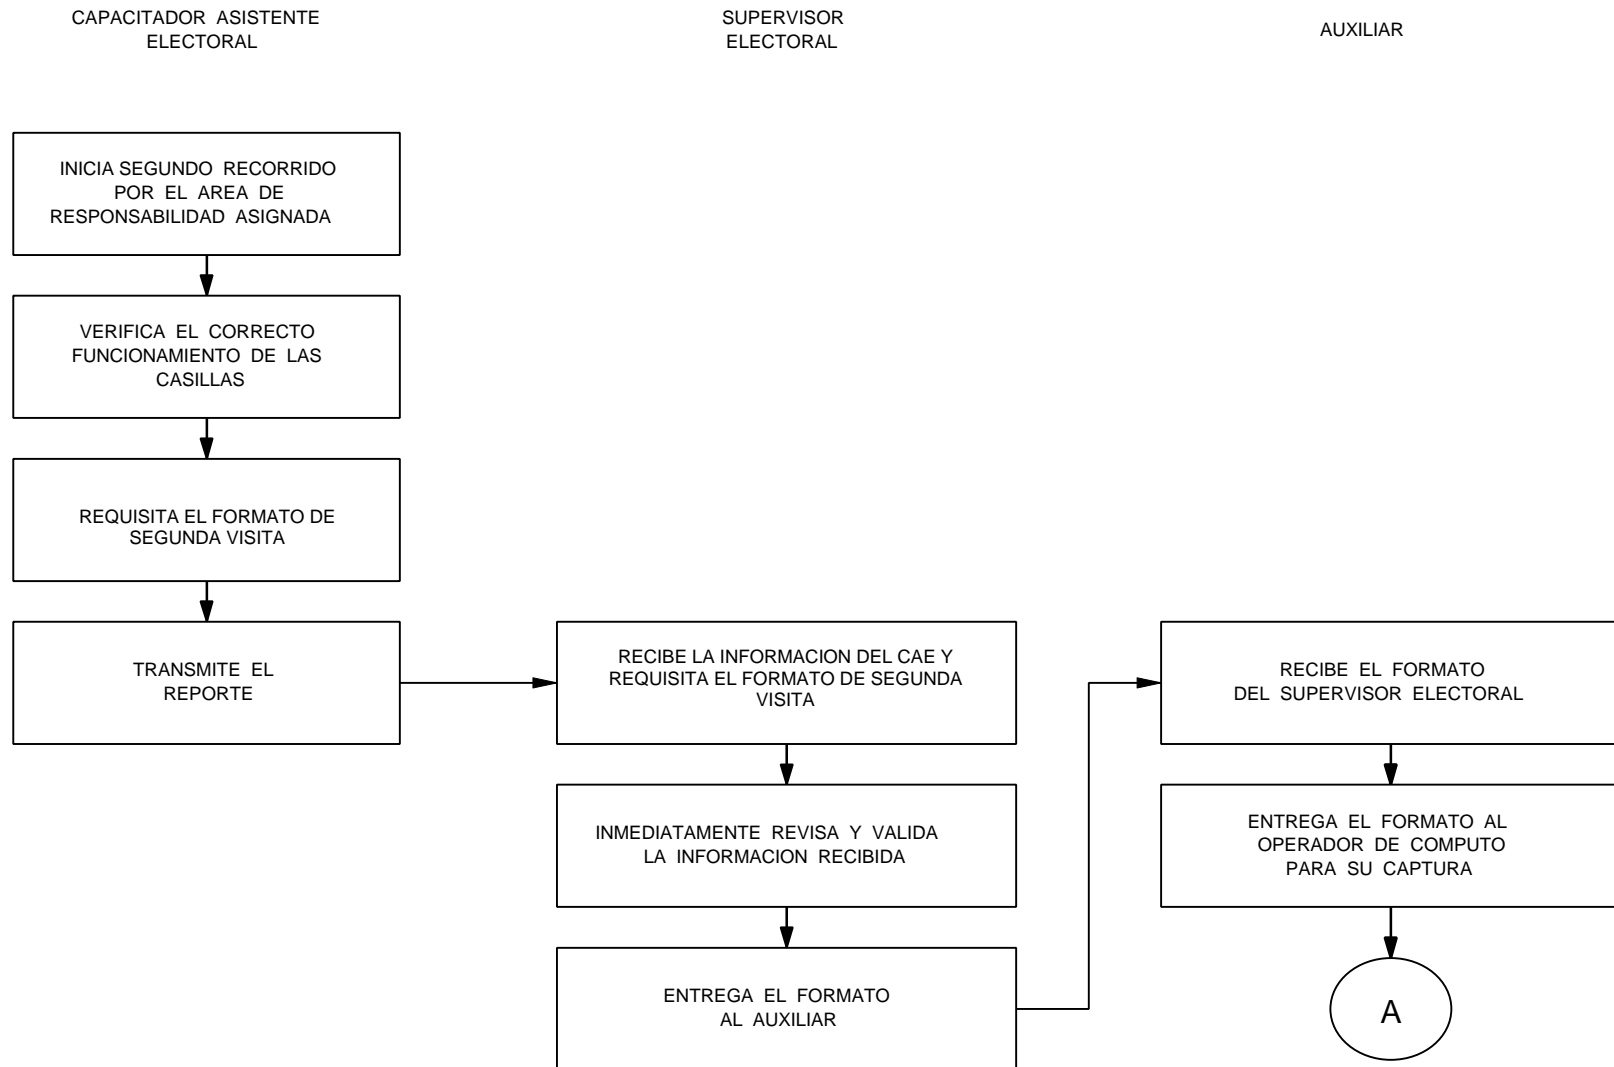 CAPACITADOR ASISTENTE
ELECTORAL
SUPERVISOR
ELECTORAL
AUXILIAR
INICIA SEGUNDO RECORRIDO
POR EL AREA DE
RESPONSABILIDAD ASIGNADA
VERIFICA EL CORRECTO
FUNCIONAMIENTO DE LAS
CASILLAS
REQUISITA EL FORMATO DE
SEGUNDA VISITA
TRANSMITE EL
REPORTE
RECIBE LA INFORMACION DEL CAE Y
REQUISITA EL FORMATO DE SEGUNDA
VISITA
INMEDIATAMENTE REVISA Y VALIDA
LA INFORMACION RECIBIDA
ENTREGA EL FORMATO
AL AUXILIAR
RECIBE EL FORMATO
DEL SUPERVISOR ELECTORAL
ENTREGA EL FORMATO AL
OPERADOR DE COMPUTO
PARA SU CAPTURA
A